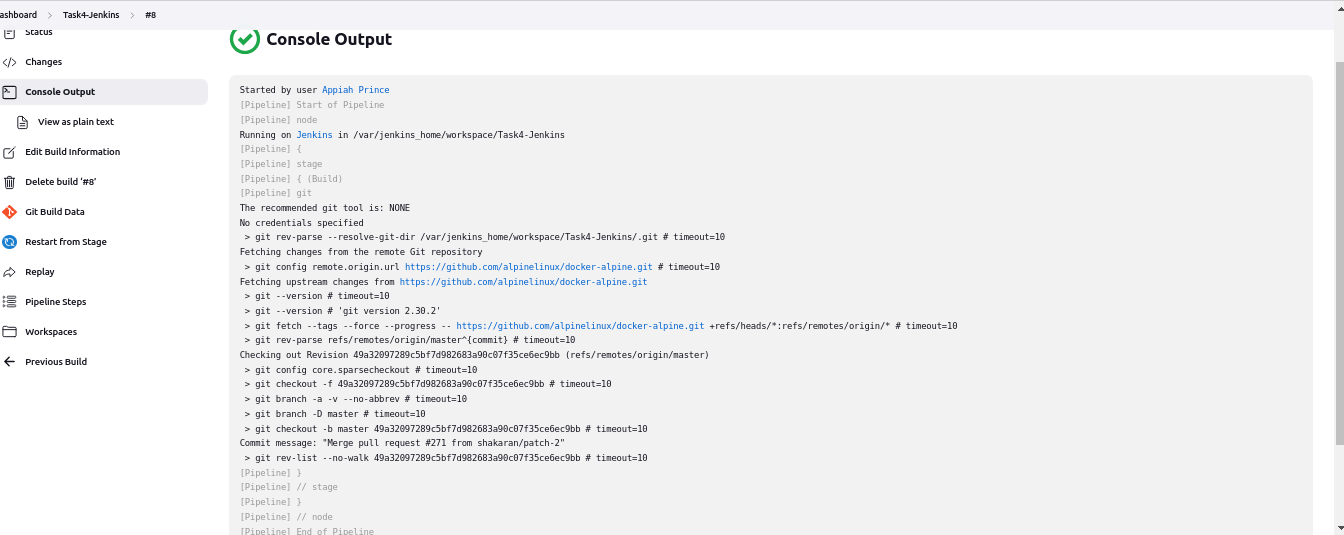 ashboard > Task4-Jenkins > #8
Status
Changes
Console Output
View as plain text
Edit Build Information
Delete build ‘#8’
Git Build Data
Restart from Stage
Replay
Pipeline Steps
Workspaces
Previous Build
Console Output
Started by user Appiah Prince
[Pipeline] Start of Pipeline
[Pipeline] node
Running on Jenkins in /var/jenkins_home/workspace/Task4-Jenkins
[Pipeline] {
[Pipeline] stage
[Pipeline] { (Build)
[Pipeline] git
The recommended git tool is: NONE
No credentials specified
> git rev-parse --resolve-git-dir /var/jenkins_home/workspace/Task4-Jenkins/.git # timeout=10
Fetching changes from the remote Git repository
> git config remote.origin.url https://github.com/alpinelinux/docker-alpine.git # timeout=10
Fetching upstream changes from https://github.com/alpinelinux/docker-alpine.git
> git --version # timeout=10
> git --version # 'git version 2.30.2'
> git fetch --tags --force --progress -- https://github.com/alpinelinux/docker-alpine.git +refs/heads/*:refs/remotes/origin/* # timeout=10
> git rev-parse refs/remotes/origin/master^{commit} # timeout=10
Checking out Revision 49a32097289c5bf7d982683a90c07f35ce6ec9bb (refs/remotes/origin/master)
> git config core.sparsecheckout # timeout=10
> git checkout -f 49a32097289c5bf7d982683a90c07f35ce6ec9bb # timeout=10
> git branch -a -v --no-abbrev # timeout=10
> git branch -D master # timeout=10
> git checkout -b master 49a32097289c5bf7d982683a90c07f35ce6ec9bb # timeout=10
Commit message: "Merge pull request #271 from shakaran/patch-2"
> git rev-list --no-walk 49a32097289c5bf7d982683a90c07f35ce6ec9bb # timeout=10
[Pipeline] }
[Pipeline] // stage
[Pipeline] }
[Pipeline] // node
[Pipeline] End of Pipeline